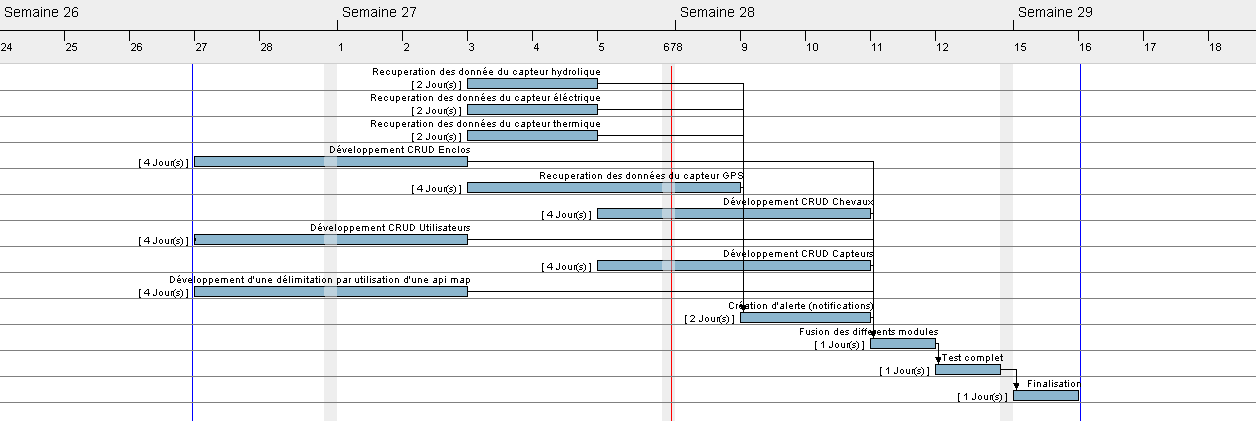 Semaine 26 Semaine 27 Semaine 28 Semaine 29
24 25 26 27 28 1 2 3 4 5 678 9 10 11 12 15 16 17 18
Recuperation des donnée du capteur hydrolique
[ 2 Jour(s) ]
Recuperation des données du capteur éléctrique
[ 2 Jour(s) ]
Recuperation des données du capteur thermique
[ 2 Jour(s) ]
Développement CRUD Enclos
[ 4 Jour(s) ]
Recuperation des données du capteur GPS
[ 4 Jour(s) ]
Développement CRUD Chevaux
[ 4 Jour(s) ]
Développement CRUD Utilisateurs
[ 4 Jour(s) ]
Développement CRUD Capteurs
[ 4 Jour(s) ]
Développement d'une délimitation par utilisation d'une api map
[ 4 Jour(s) ]
Création d'alerte (notifications)
[ 2 Jour(s) ]
Fusion des differents modules
[ 1 Jour(s) ]
Test complet
[ 1 Jour(s) ]
Finalisation
[ 1 Jour(s) ]